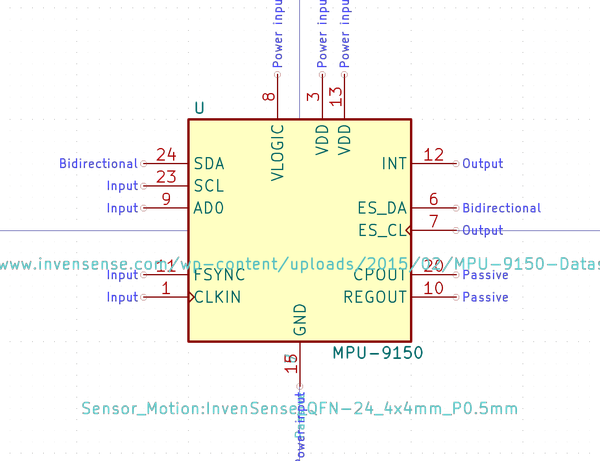 Power input
Power input
Power input
8
3
13
U
VLOGIC
VDD
VDD
Bidirectional 24 SDA
INT 12 Output
Input 23 SCL
Input 9 AD0
ES_DA 6 Bidirectional
ES_CL 7 Output
www.invensense.com/wp-content/uploads/2015/02/MPU-9150-Datas
Input 11 FSYNC
CPOUT 20 Passive
Input 1 CLKIN
REGOUT 10 Passive
GND
15
MPU-9150
Sensor_Motion:InvenSense_QFN-24_4x4mm_P0.5mm
Power input